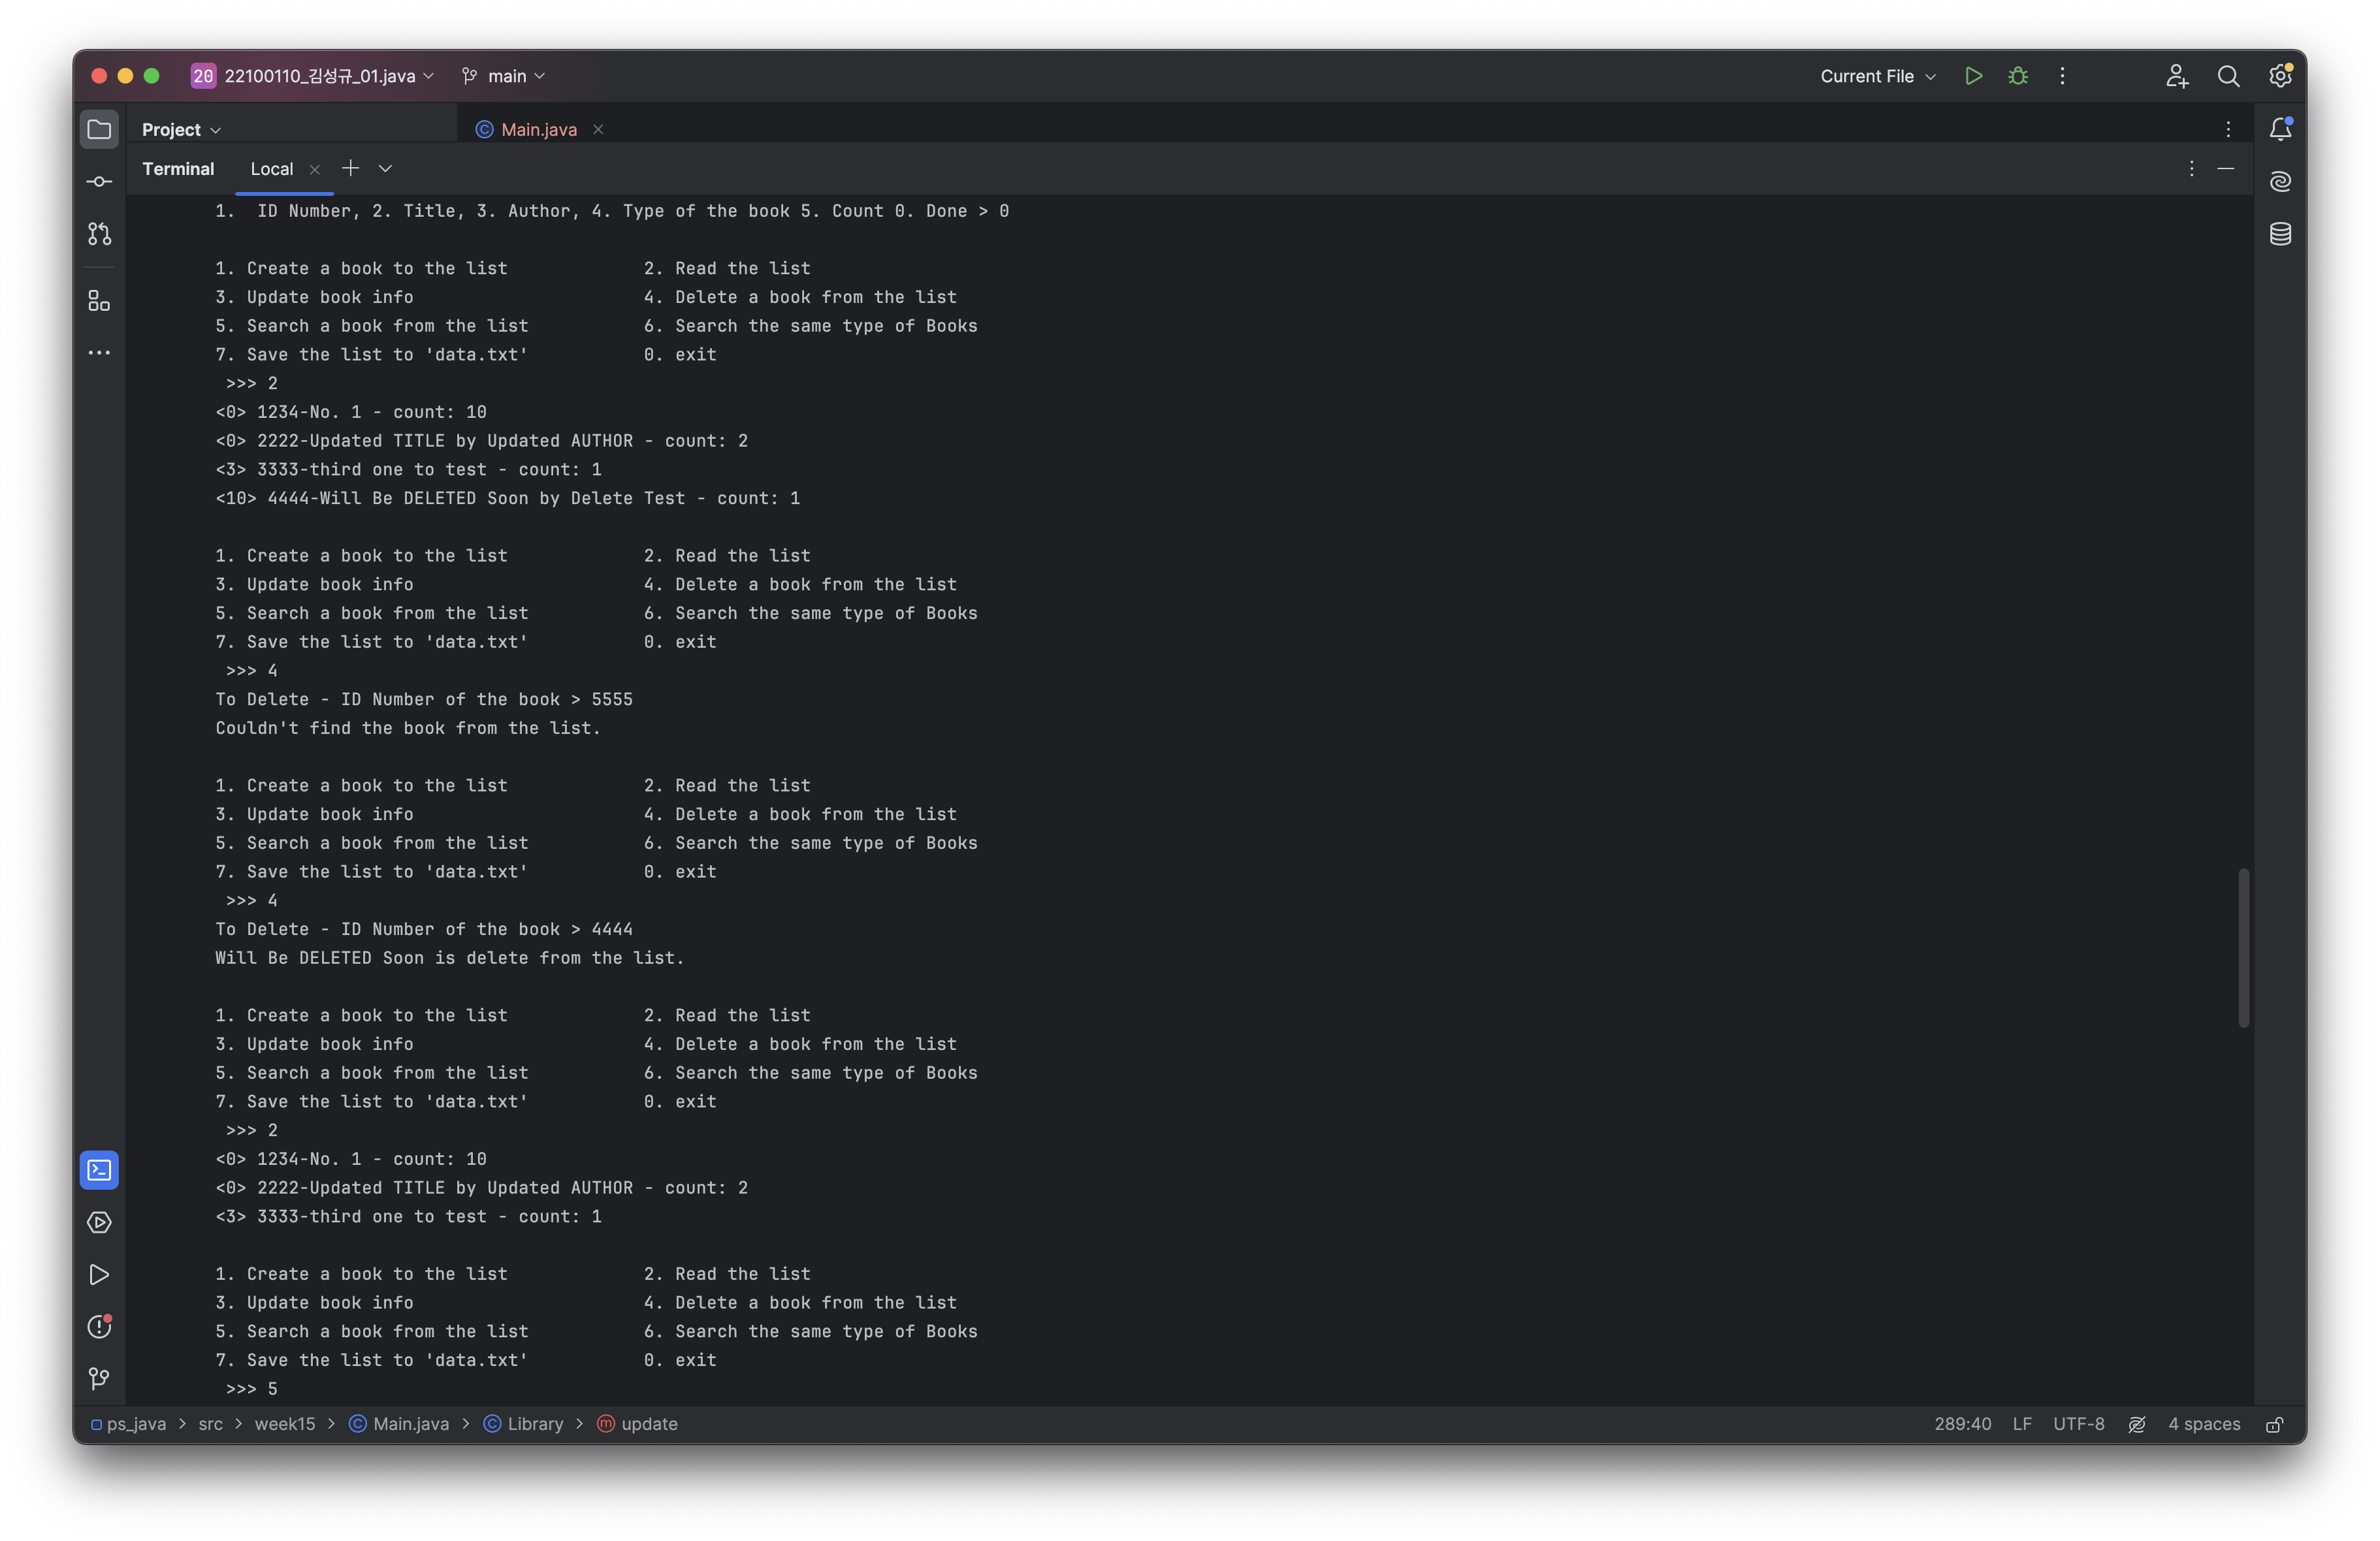 20 22100110_김성규_01.java main Current File
Project Main.java
Terminal Local
1.  ID Number, 2. Title, 3. Author, 4. Type of the book 5. Count 0. Done > 0
1. Create a book to the list 2. Read the list
3. Update book info 4. Delete a book from the list
5. Search a book from the list 6. Search the same type of Books
7. Save the list to 'data.txt' 0. exit
>>> 2
<0> 1234-No. 1 - count: 10
<0> 2222-Updated TITLE by Updated AUTHOR - count: 2
<3> 3333-third one to test - count: 1
<10> 4444-Will Be DELETED Soon by Delete Test - count: 1
1. Create a book to the list 2. Read the list
3. Update book info 4. Delete a book from the list
5. Search a book from the list 6. Search the same type of Books
7. Save the list to 'data.txt' 0. exit
>>> 4
To Delete - ID Number of the book > 5555
Couldn't find the book from the list.
1. Create a book to the list 2. Read the list
3. Update book info 4. Delete a book from the list
5. Search a book from the list 6. Search the same type of Books
7. Save the list to 'data.txt' 0. exit
>>> 4
To Delete - ID Number of the book > 4444
Will Be DELETED Soon is delete from the list.
1. Create a book to the list 2. Read the list
3. Update book info 4. Delete a book from the list
5. Search a book from the list 6. Search the same type of Books
7. Save the list to 'data.txt' 0. exit
>>> 2
<0> 1234-No. 1 - count: 10
<0> 2222-Updated TITLE by Updated AUTHOR - count: 2
<3> 3333-third one to test - count: 1
1. Create a book to the list 2. Read the list
3. Update book info 4. Delete a book from the list
5. Search a book from the list 6. Search the same type of Books
7. Save the list to 'data.txt' 0. exit
>>> 5
ps_java > src > week15 > Main.java > Library > update 289:40 LF UTF-8 4 spaces